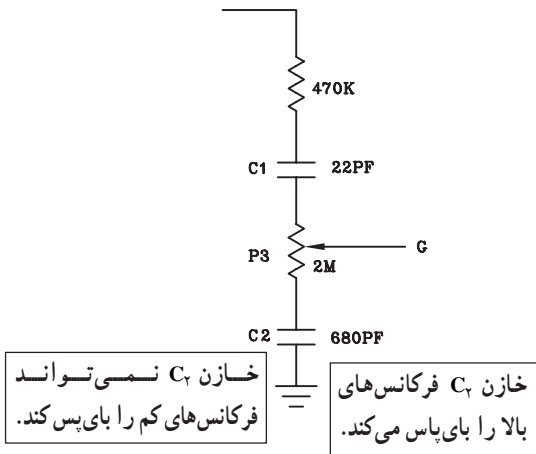 470K
C1 22PF
P3 2M G
C2 680PF
خازن C۲ نمی‌تواند
فرکانس‌های کم را بای‌پس کند.
خازن C۲ فرکانس‌های
بالا را بای‌پاس می‌کند.